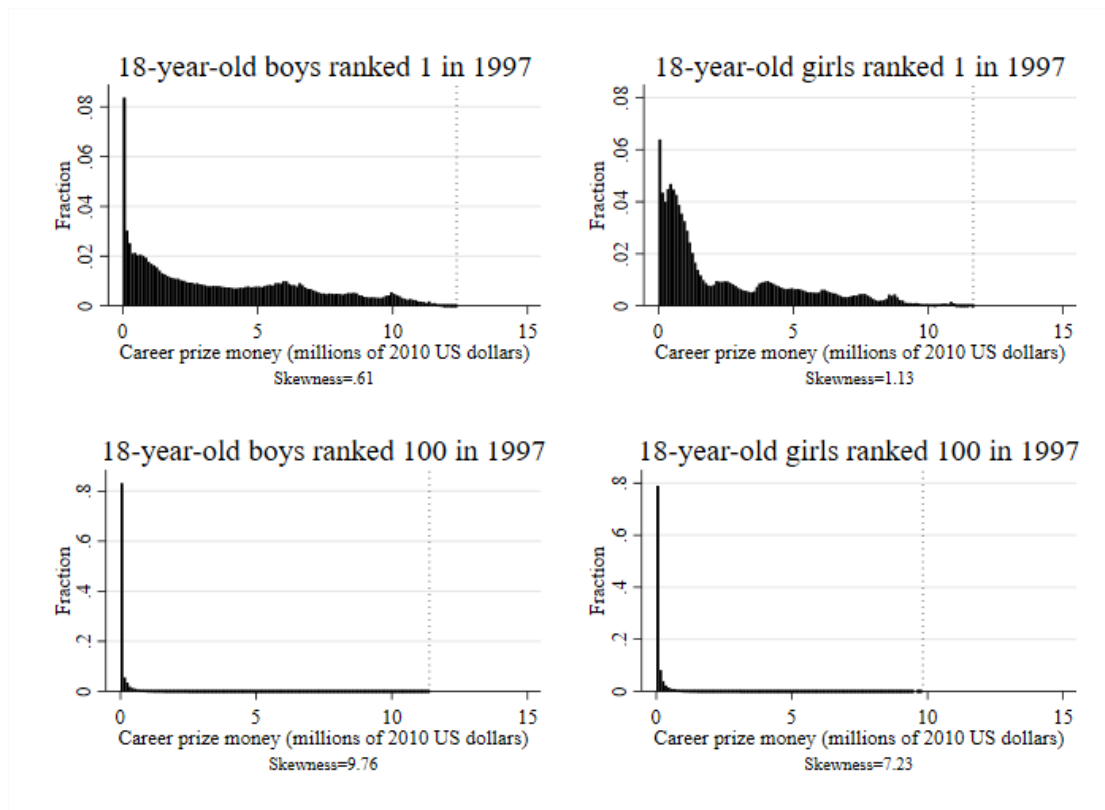 18-year-old boys ranked 1 in 1997
Fraction
.08
.06
.04
.02
0
0 5 10 15
Career prize money (millions of 2010 US dollars)
Skewness=.61
18-year-old girls ranked 1 in 1997
Fraction
.08
.06
.04
.02
0
0 5 10 15
Career prize money (millions of 2010 US dollars)
Skewness=1.13
18-year-old boys ranked 100 in 1997
Fraction
.8
.6
.4
.2
0
0 5 10 15
Career prize money (millions of 2010 US dollars)
Skewness=9.76
18-year-old girls ranked 100 in 1997
Fraction
.8
.6
.4
.2
0
0 5 10 15
Career prize money (millions of 2010 US dollars)
Skewness=7.23